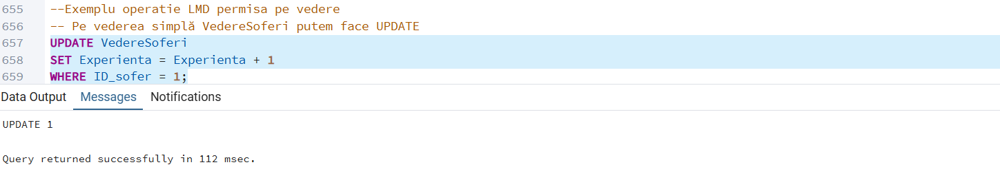 655 --Exemplu operatie LMD permisa pe vedere
656 -- Pe vederea simplă VedereSoferi putem face UPDATE
657 UPDATE VedereSoferi
658 SET Experienta = Experienta + 1
659 WHERE ID_sofer = 1;
Data Output Messages Notifications
UPDATE 1
Query returned successfully in 112 msec.